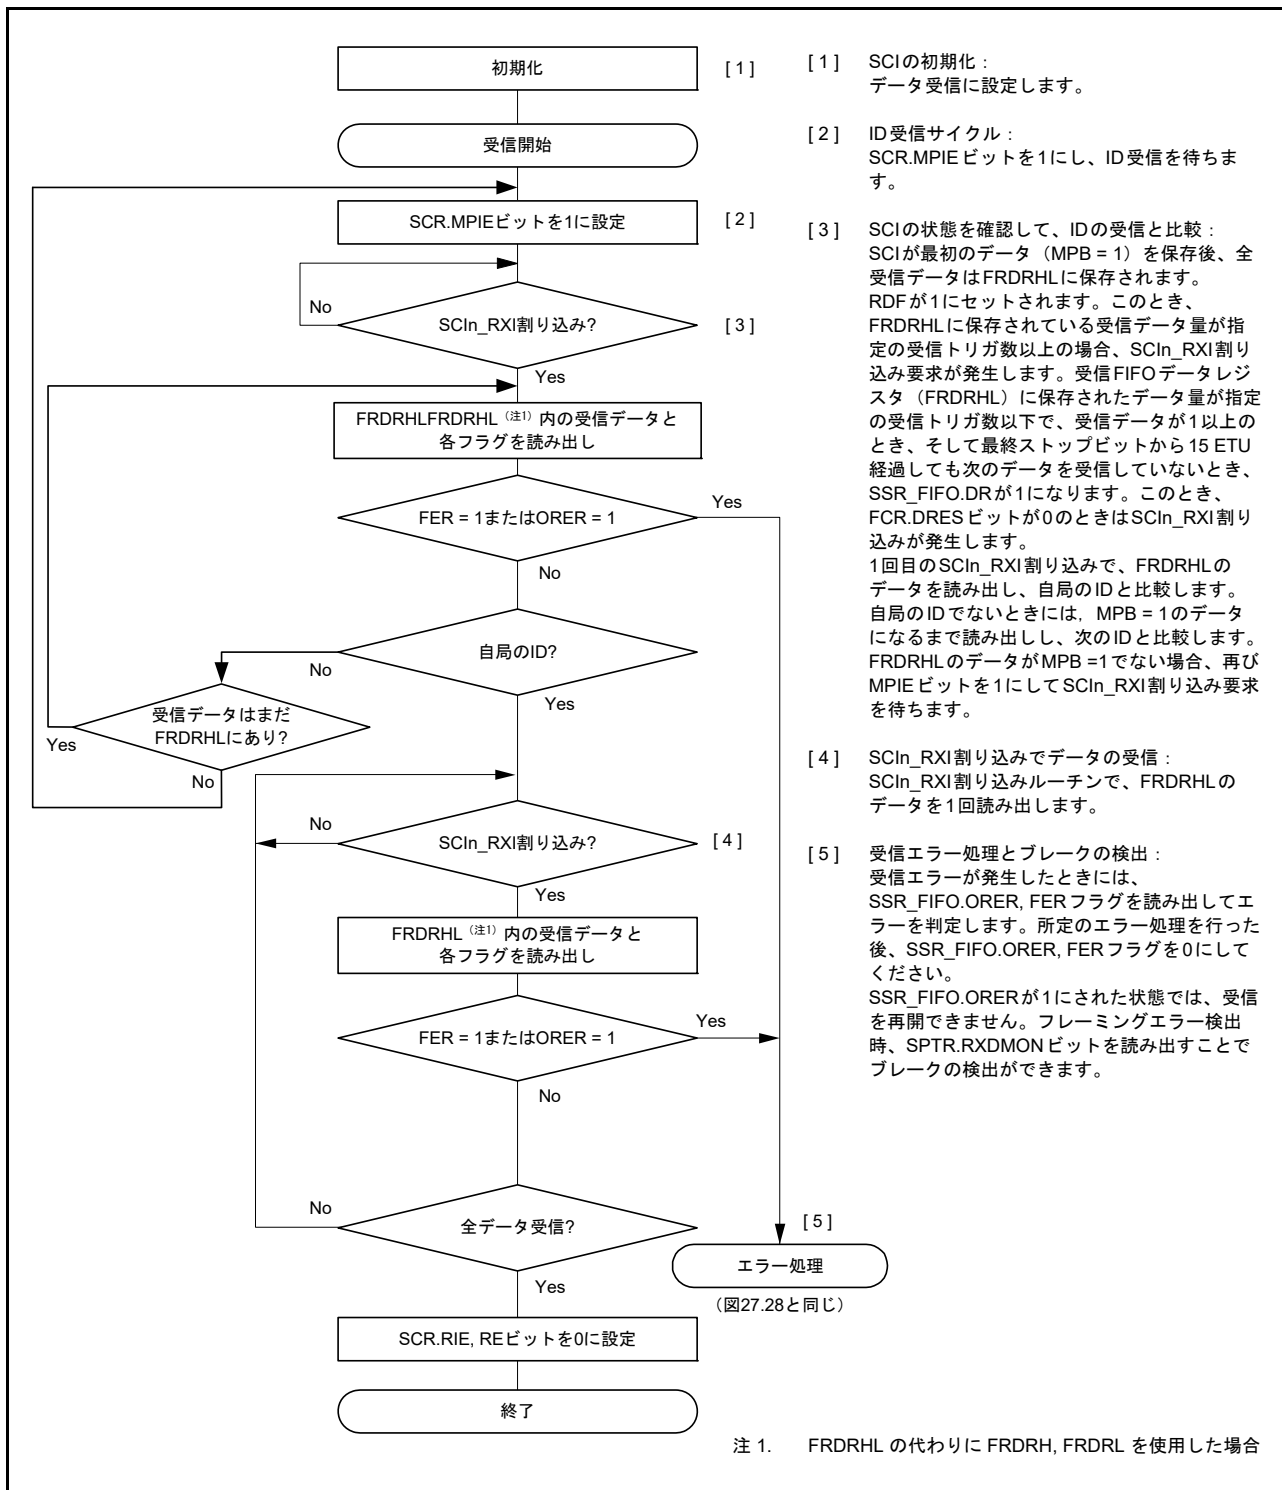 初期化
[ 1 ]
受信開始
SCR.MPIEビットを1に設定
[ 2 ]
No
SCIn_RXI割り込み?
[ 3 ]
Yes
FRDRHLFRDRHL（注1）内の受信データと
各フラグを読み出し
FER = 1またはORER = 1
Yes
No
自局のID?
No
Yes
受信データはまだ
FRDRHLにあり?
Yes
No
No
SCIn_RXI割り込み?
[ 4 ]
Yes
FRDRHL（注1）内の受信データと
各フラグを読み出し
FER = 1またはORER = 1
Yes
No
No
全データ受信?
Yes
[ 5 ]
エラー処理
（図27.28と同じ）
SCR.RIE, REビットを0に設定
終了
[ 1 ] SCIの初期化：
データ受信に設定します。
[ 2 ] ID受信サイクル：
SCR.MPIEビットを1にし、ID受信を待ちま
す。
[ 3 ] SCIの状態を確認して、IDの受信と比較：
SCIが最初のデータ（MPB = 1）を保存後、全
受信データはFRDRHLに保存されます。
RDFが1にセットされます。このとき、
FRDRHLに保存されている受信データ量が指
定の受信トリガ数以上の場合、SCIn_RXI割り
込み要求が発生します。受信FIFOデータレジ
スタ（FRDRHL）に保存されたデータ量が指定
の受信トリガ数以下で、受信データが1以上の
とき、そして最終ストップビットから15 ETU
経過しても次のデータを受信していないとき、
SSR_FIFO.DRが1になります。このとき、
FCR.DRESビットが0のときはSCIn_RXI割り
込みが発生します。
1回目のSCIn_RXI割り込みで、FRDRHLの
データを読み出し、自局のIDと比較します。
自局のIDでないときには，MPB = 1のデータ
になるまで読み出しし、次のIDと比較します。
FRDRHLのデータがMPB =1でない場合、再び
MPIEビットを1にしてSCIn_RXI割り込み要求
を待ちます。
[ 4 ] SCIn_RXI割り込みでデータの受信：
SCIn_RXI割り込みルーチンで、FRDRHLの
データを1回読み出します。
[ 5 ] 受信エラー処理とブレークの検出：
受信エラーが発生したときには、
SSR_FIFO.ORER, FERフラグを読み出してエ
ラーを判定します。所定のエラー処理を行った
後、SSR_FIFO.ORER, FERフラグを0にして
ください。
SSR_FIFO.ORERが1にされた状態では、受信
を再開できません。フレーミングエラー検出
時、SPTR.RXDMONビットを読み出すことで
ブレークの検出ができます。
注 1. FRDRHL の代わりに FRDRH, FRDRL を使用した場合